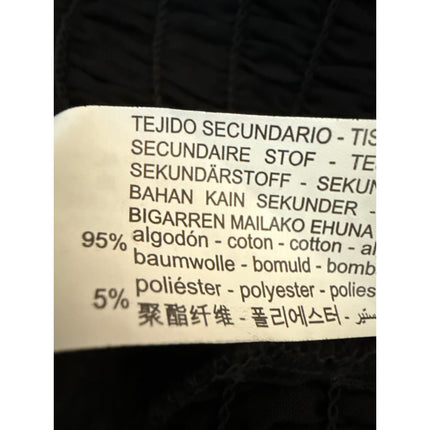 TEJIDO SECUNDARIO - TIS
SECUNDAIRE STOF - TE
SEKUNDÄRSTOFF - SEKUN
BAHAN KAIN SEKUNDER -
BIGARREN MAILAKO EHUNA
95% algodón - coton - cotton - al
baumwolle - bomuld - bomb
5% poliéster - polyester - polies
聚酯纤维 - 폴리에스터 -